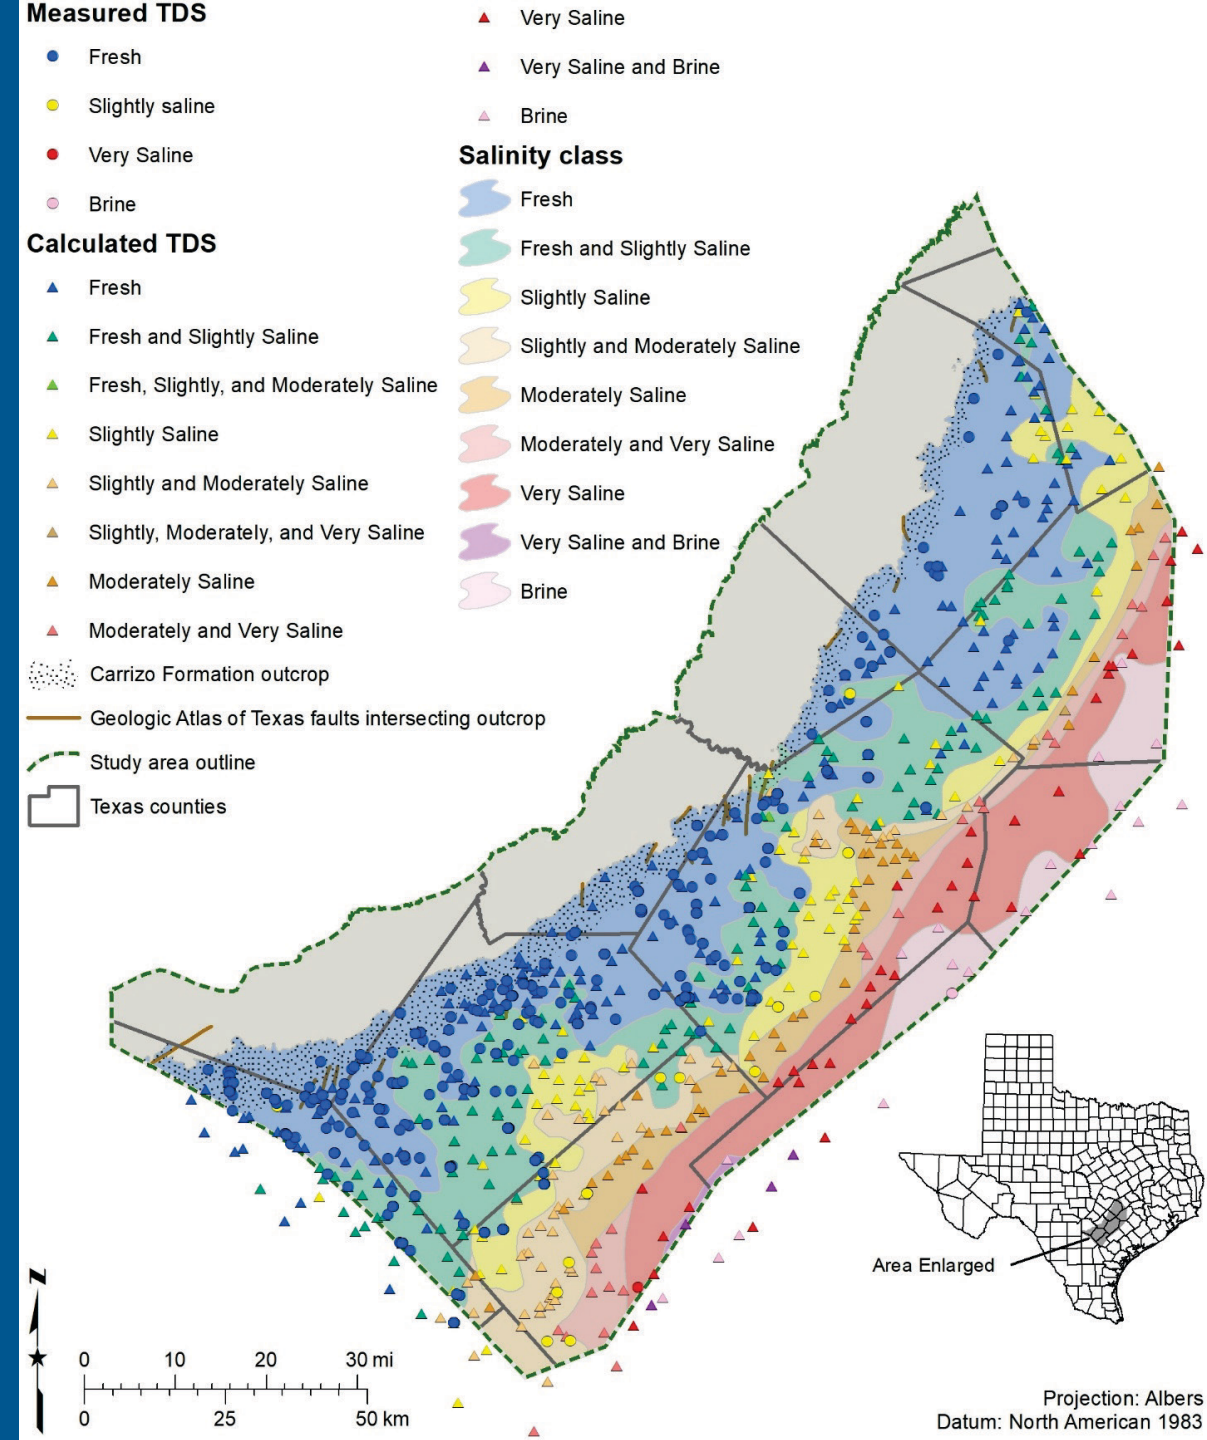 Measured TDS
Fresh
Slightly saline
Very Saline
Brine
Calculated TDS
Fresh
Fresh and Slightly Saline
Fresh, Slightly, and Moderately Saline
Slightly Saline
Slightly and Moderately Saline
Slightly, Moderately, and Very Saline
Moderately Saline
Moderately and Very Saline
Carrizo Formation outcrop
Geologic Atlas of Texas faults intersecting outcrop
Study area outline
Texas counties
Very Saline
Very Saline and Brine
Brine
Salinity class
Fresh
Fresh and Slightly Saline
Slightly Saline
Slightly and Moderately Saline
Moderately Saline
Moderately and Very Saline
Very Saline
Very Saline and Brine
Brine
Area Enlarged
N
0 10 20 30 mi
0 25 50 km
Projection: Albers
Datum: North American 1983